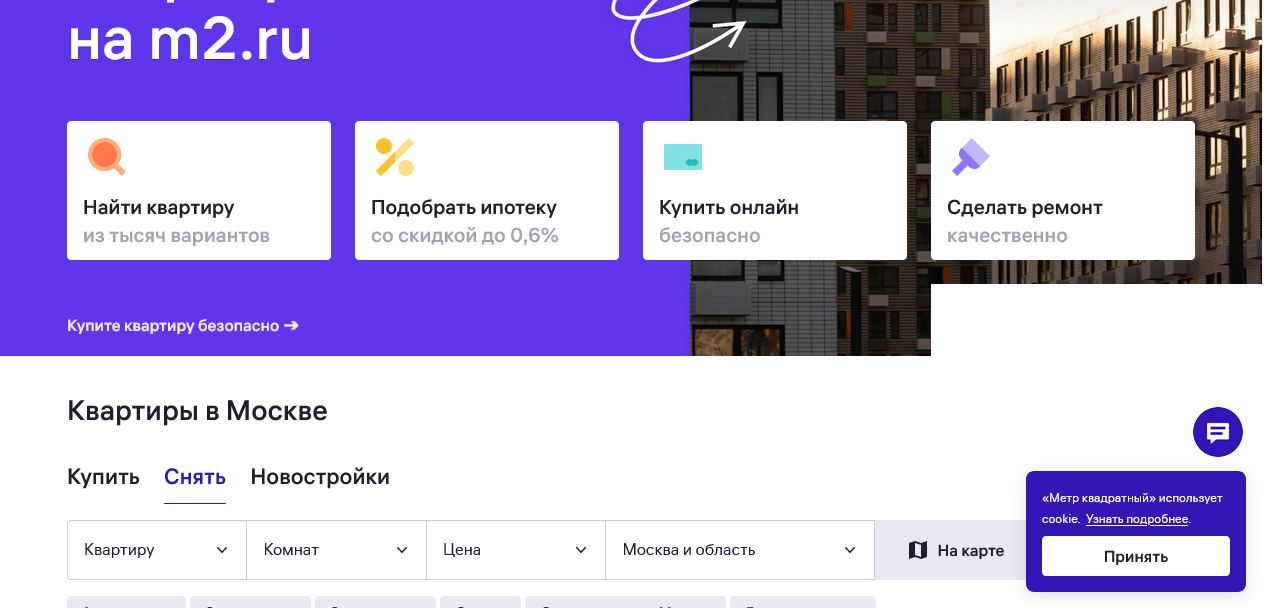 на m2.ru
Найти квартиру
из тысяч вариантов
Подобрать ипотеку
со скидкой до 0,6%
Купить онлайн
безопасно
Сделать ремонт
качественно
Купите квартиру безопасно ➔
Квартиры в Москве
Купить Снять Новостройки
Квартиру Комнат Цена Москва и область На карте
«Метр квадратный» использует
cookie. Узнать подробнее.
Принять